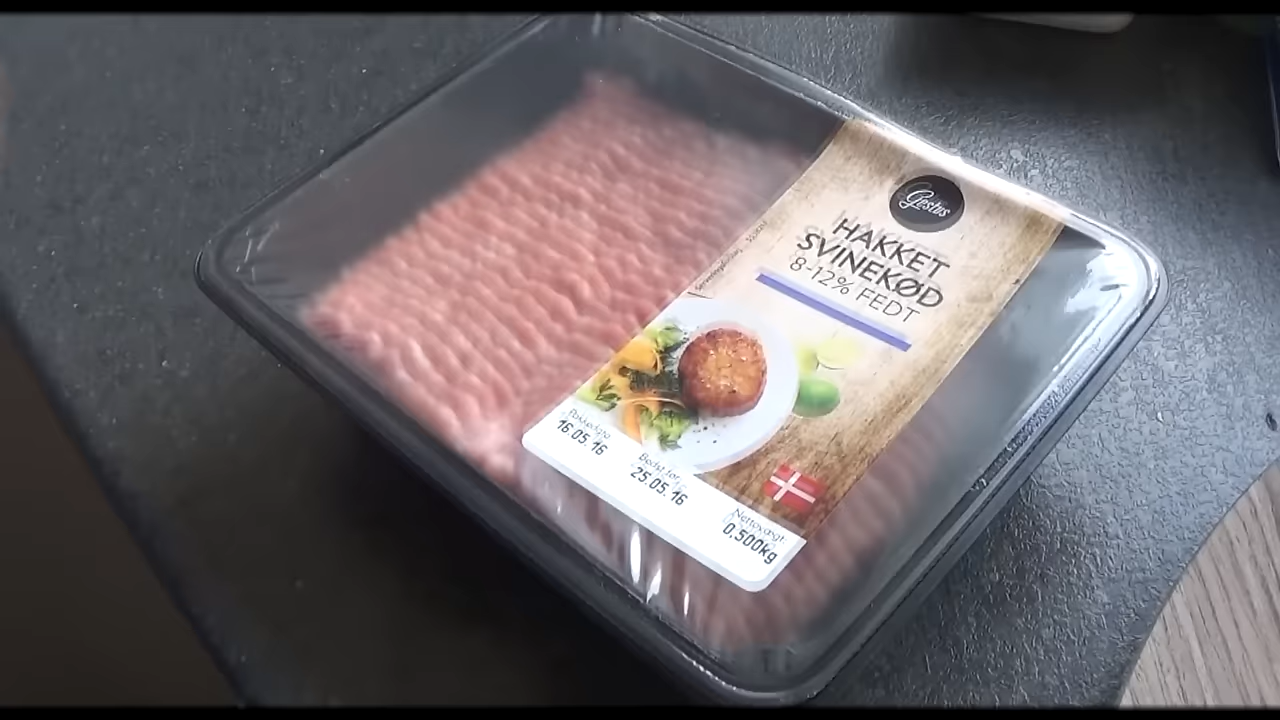 Gestus
HAKKET
SVINEKØD
8-12% FEDT
Pakkedato
16.05.16
Bedst før:
25.05.16
Nettovægt:
0.500kg